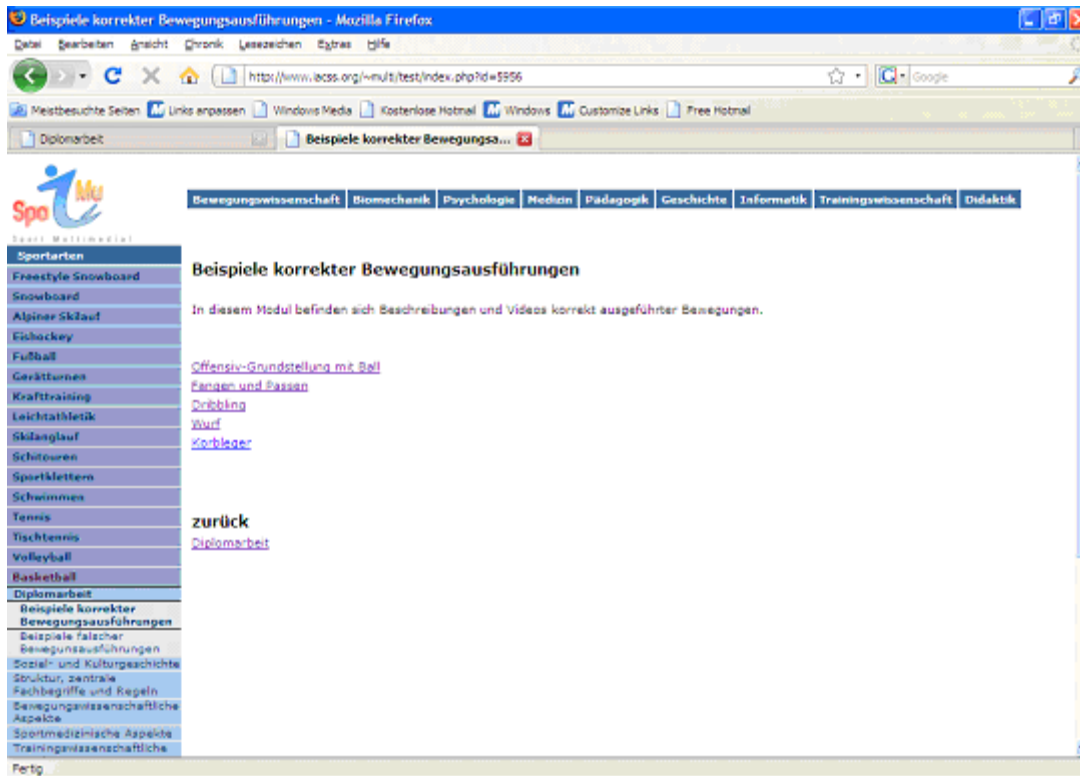 Beispiele korrekter Bewegungsausführungen - Mozilla Firefox
Datei Bearbeiten Ansicht Chronik Lesezeichen Extras Hilfe
http://www.iacss.org/~multi/test/index.php?id=5956
Google
Meistbesuchte Seiten Links anpassen Windows Media Kostenlose Hotmail Windows Customize Links Free Hotmail
Diplomarbeit Beispiele korrekter Bewegungsa...
Spo i Mu
Sport Multimedial
Bewegungswissenschaft Biomechanik Psychologie Medizin Pädagogik Geschichte Informatik Trainingswissenschaft Didaktik
Sportarten
Freestyle Snowboard
Snowboard
Alpiner Skilauf
Eishockey
Fußball
Gerätturnen
Krafttraining
Leichtathletik
Skilanglauf
Schitouren
Sportklettern
Schwimmen
Tennis
Tischtennis
Volleyball
Basketball
Diplomarbeit
Beispiele korrekter
Bewegungsausführungen
Beispiele falscher
Bewegunsausführungen
Sozial- und Kulturgeschichte
Struktur, zentrale
Fachbegriffe und Regeln
Bewegungswissenschaftliche
Aspekte
Sportmedizinische Aspekte
Trainingswissenschaftliche
Beispiele korrekter Bewegungsausführungen
In diesem Modul befinden sich Beschreibungen und Videos korrekt ausgeführter Bewegungen.
Offensiv-Grundstellung mit Ball
Fangen und Passen
Dribbling
Wurf
Korbleger
zurück
Diplomarbeit
Fertig